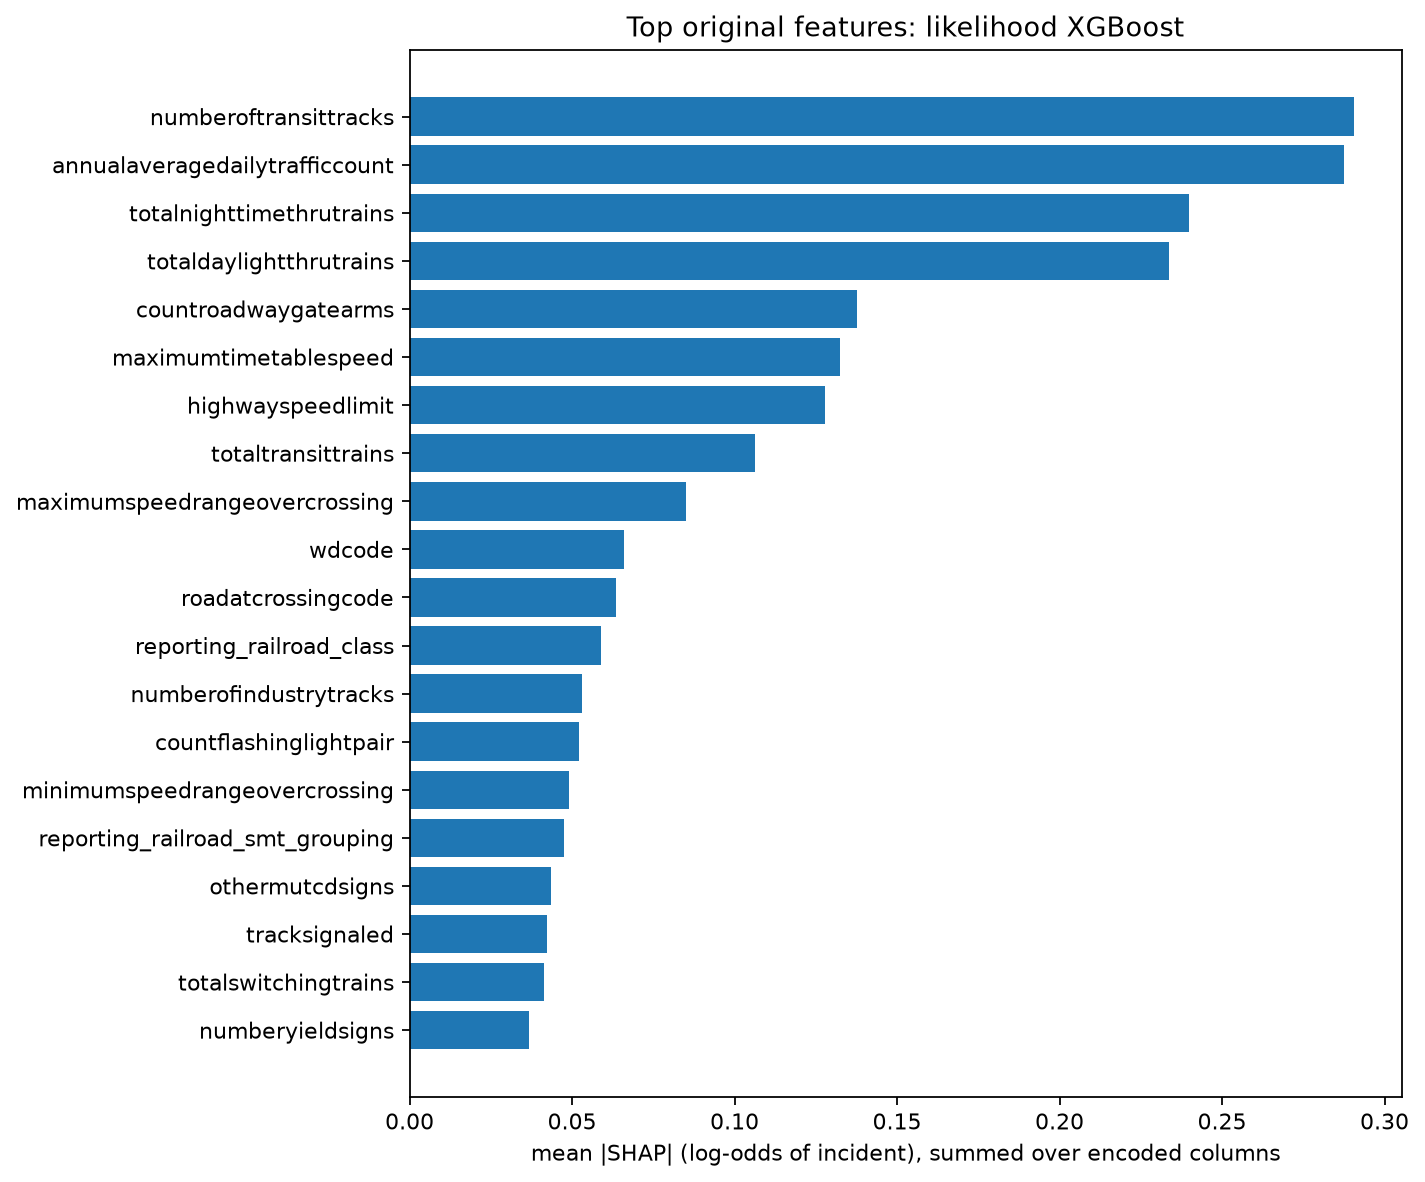 Top original features: likelihood XGBoost
numberoftransittracks
annualaveragedailytrafficcount
totalnighttimethrutrains
totaldaylightthrutrains
countroadwaygatearms
maximumtimetablespeed
highwayspeedlimit
totaltransittrains
maximumspeedrangeovercrossing
wdcode
roadatcrossingcode
reporting_railroad_class
numberofindustrytracks
countflashinglightpair
minimumspeedrangeovercrossing
reporting_railroad_smt_grouping
othermutcdsigns
tracksignaled
totalswitchingtrains
numberyieldsigns
0.00 0.05 0.10 0.15 0.20 0.25 0.30
mean |SHAP| (log-odds of incident), summed over encoded columns